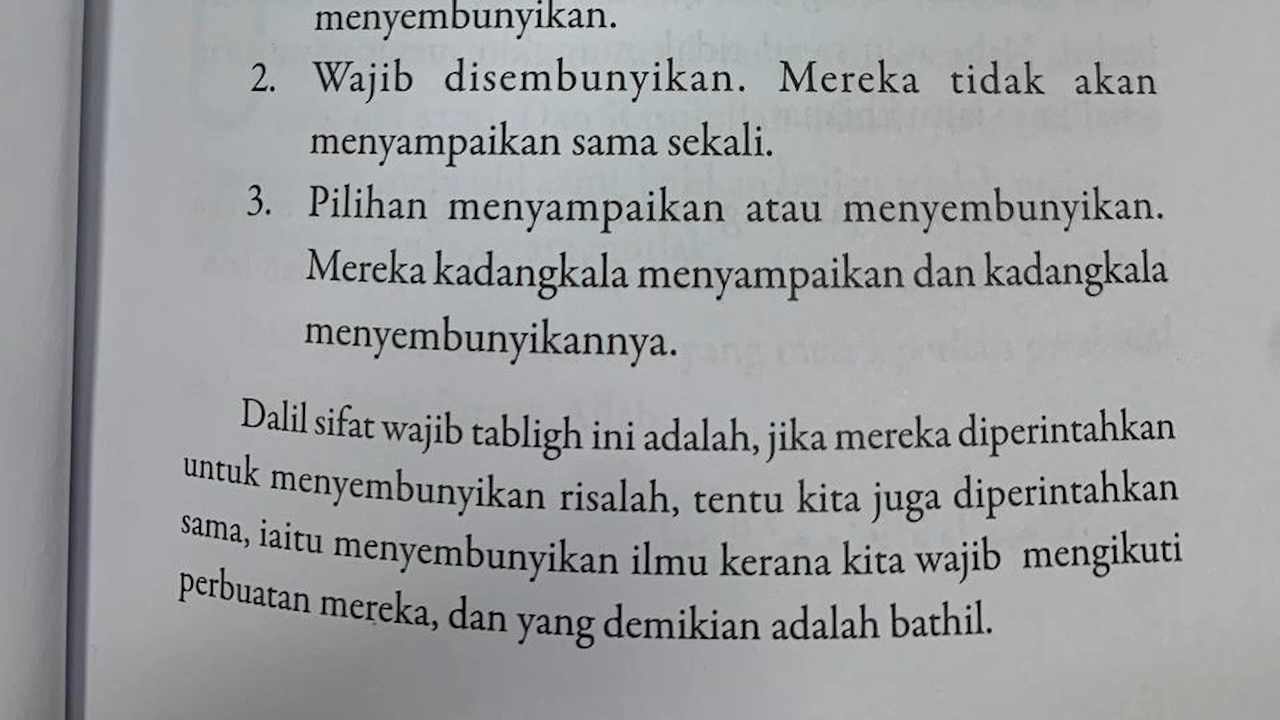 menyembunyikan.
2. Wajib disembunyikan. Mereka tidak akan
menyampaikan sama sekali.
3. Pilihan menyampaikan atau menyembunyikan.
Mereka kadangkala menyampaikan dan kadangkala
menyembunyikannya.
Dalil sifat wajib tabligh ini adalah, jika mereka diperintahkan
untuk menyembunyikan risalah, tentu kita juga diperintahkan
sama, iaitu menyembunyikan ilmu kerana kita wajib mengikuti
perbuatan mereka, dan yang demikian adalah bathil.